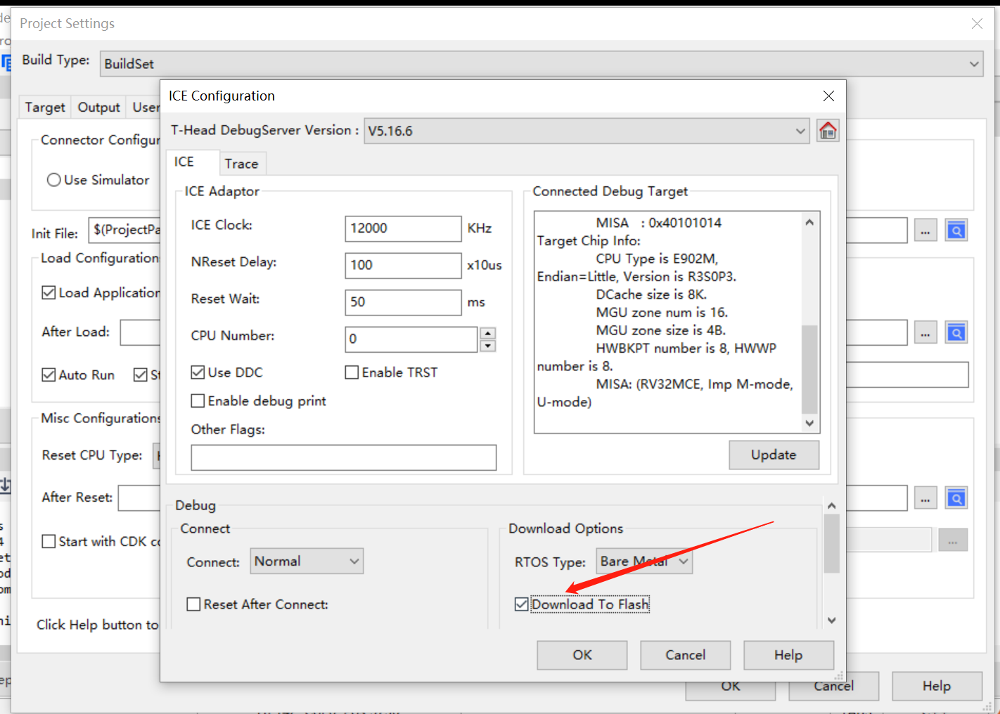 Project Settings
Build Type:
BuildSet
ICE Configuration
Target
Output
User
T-Head DebugServer Version :
V5.16.6
Connector Configur
Use Simulator
Init File:
$(ProjectPa
...
Load Configuration
Load Application
After Load:
...
Auto Run
St
Misc Configurations
Reset CPU Type:
After Reset:
...
Start with CDK co
...
Click Help button to
ICE
Trace
ICE Adaptor
ICE Clock:
12000
KHz
NReset Delay:
100
x10us
Reset Wait:
50
ms
CPU Number:
0
Use DDC
Enable TRST
Enable debug print
Other Flags:
Connected Debug Target
MISA : 0x40101014
Target Chip Info:
CPU Type is E902M,
Endian=Little, Version is R3S0P3.
DCache size is 8K.
MGU zone num is 16.
MGU zone size is 4B.
HWBKPT number is 8, HWWP
number is 8.
MISA: (RV32MCE, Imp M-mode,
U-mode)
Update
Debug
Connect
Connect:
Normal
Reset After Connect:
Download Options
RTOS Type:
Bare Metal
Download To Flash
OK
Cancel
Help
OK
Cancel
Help